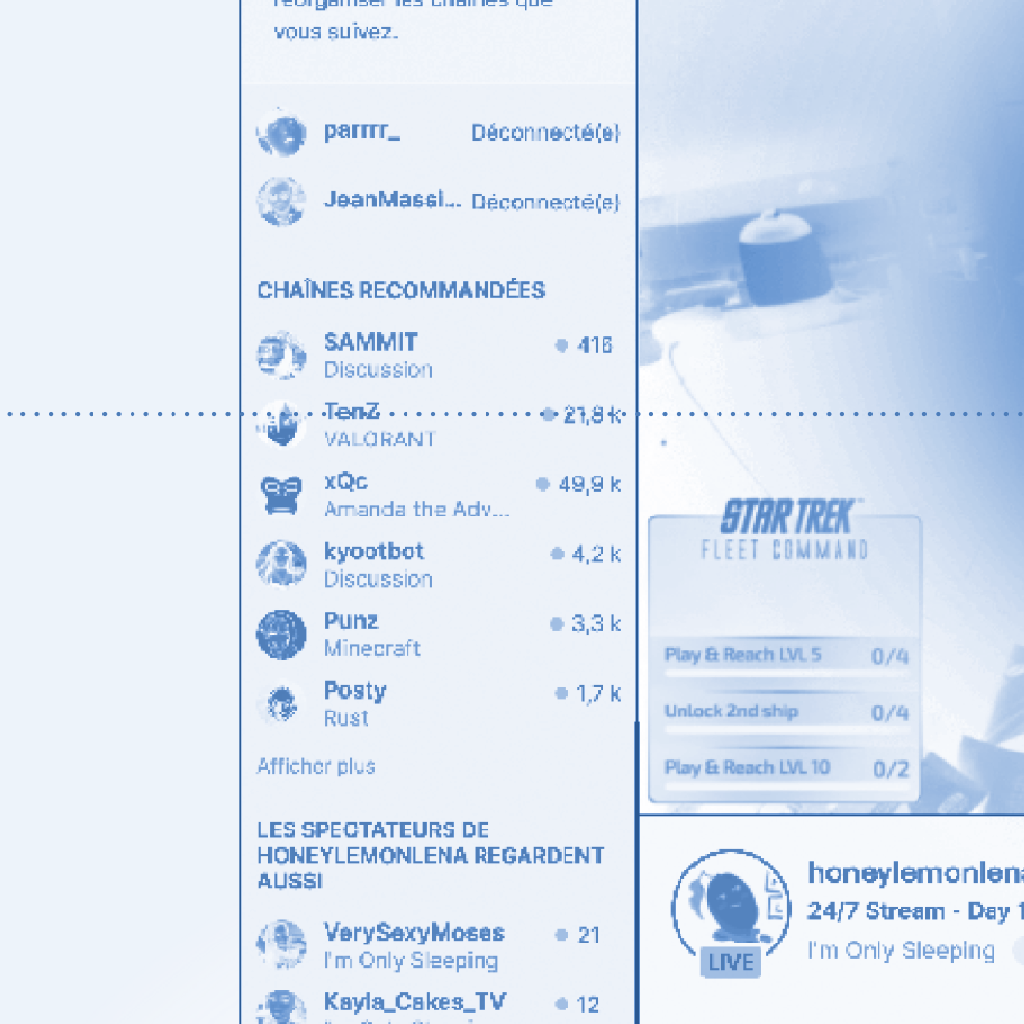 réorganiser les chaînes que
vous suivez.
parrrr_ Déconnecté(e)
JeanMassi... Déconnecté(e)
CHAÎNES RECOMMANDÉES
SAMMIT 416
Discussion
TenZ 21,8 k
VALORANT
xQc 49,9 k
Amanda the Adv...
kyootbot 4,2 k
Discussion
Punz 3,3 k
Minecraft
Posty 1,7 k
Rust
Afficher plus
LES SPECTATEURS DE
HONEYLEMONLENA REGARDENT
AUSSI
VerySexyMoses 21
I'm Only Sleeping
Kayla_Cakes_TV 12
STAR TREK
FLEET COMMAND
Play & Reach LVL 5 0/4
Unlock 2nd ship 0/4
Play & Reach LVL 10 0/2
LIVE
honeylemonlena
24/7 Stream - Day 1
I'm Only Sleeping